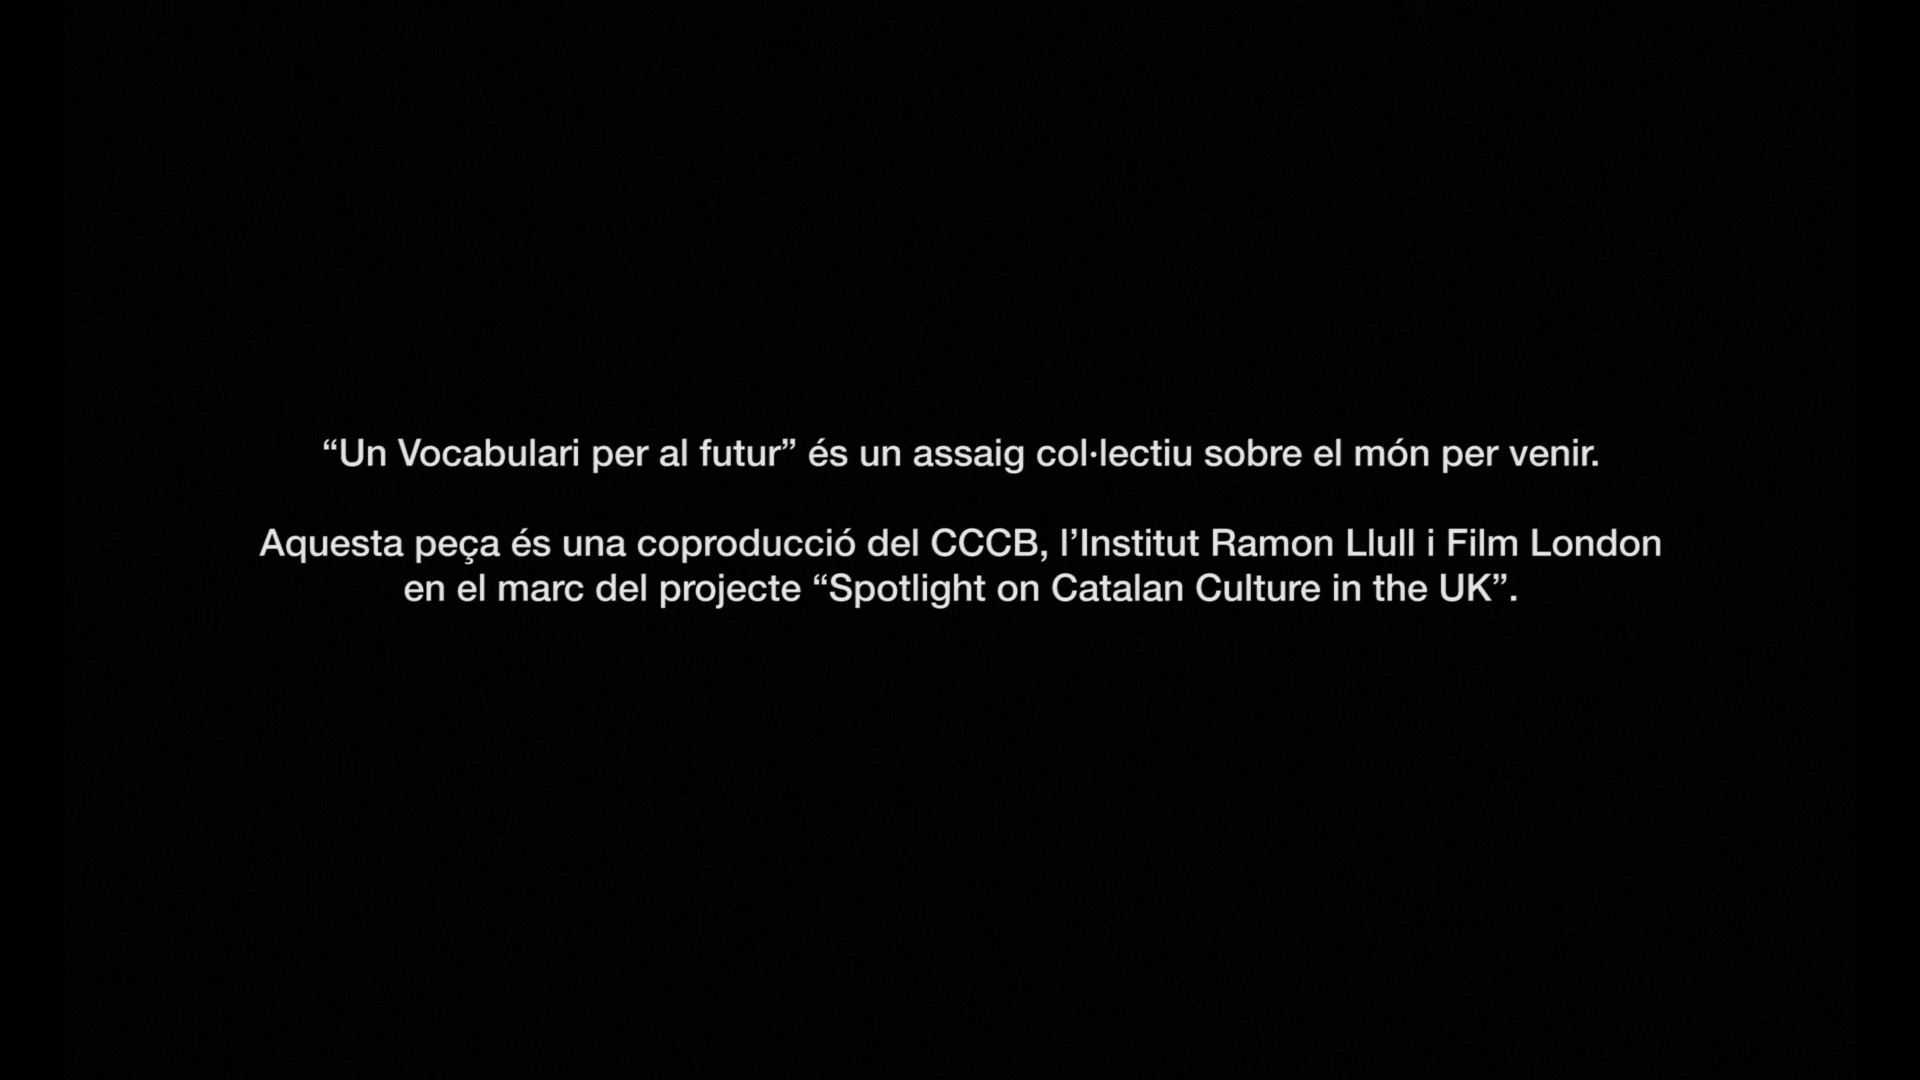 “Un Vocabulari per al futur” és un assaig col·lectiu sobre el món per venir.
Aquesta peça és una coproducció del CCCB, l’Institut Ramon Llull i Film London
en el marc del projecte “Spotlight on Catalan Culture in the UK”.